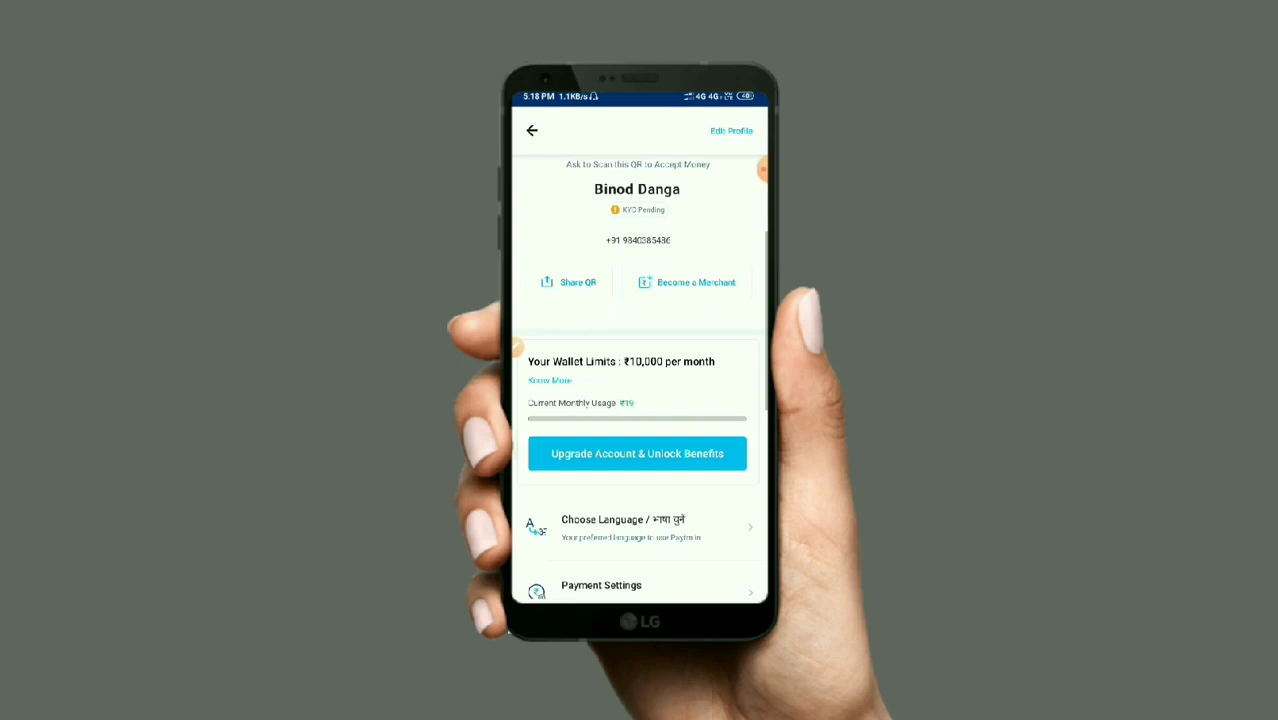 5.18 PM 1.1KB/s
4G 4G
Edit Profile
Ask to Scan this QR to Accept Money
Binod Danga
KYC Pending
+91 9840385486
Share QR
Become a Merchant
Your Wallet Limits : ₹10,000 per month
Know More
Current Monthly Usage ₹19
Upgrade Account & Unlock Benefits
Choose Language / भाषा चुनें
Your preferred language to use Paytm in
Payment Settings
LG